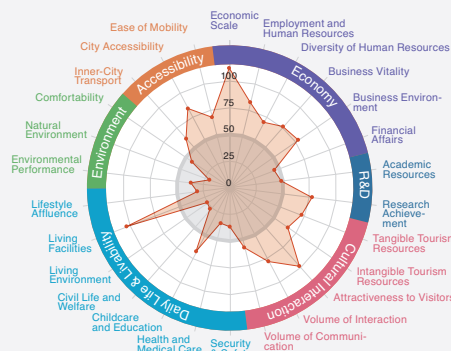 Economic
Scale
Employment and
Human Resources
Diversity of Human Resources
Business Vitality
Business Environ-
ment
Financial
Affairs
Academic
Resources
Research
Achieve-
ment
Tangible Tourism
Resources
Intangible Tourism
Resources
Attractiveness to Visitors
Volume of Interaction
Volume of Communi-
cation
Security
Health and
Medical Care
Childcare
and Education
Civil Life and
Welfare
Living
Environment
Living
Facilities
Lifestyle
Affluence
Environmental
Performance
Natural
Environment
Comfortability
Inner-City
Transport
City Accessibility
Ease of Mobility
Economy
R&D
Cultural Interaction
Daily Life & Livability
Environment
Accessibility
100
75
50
25
0